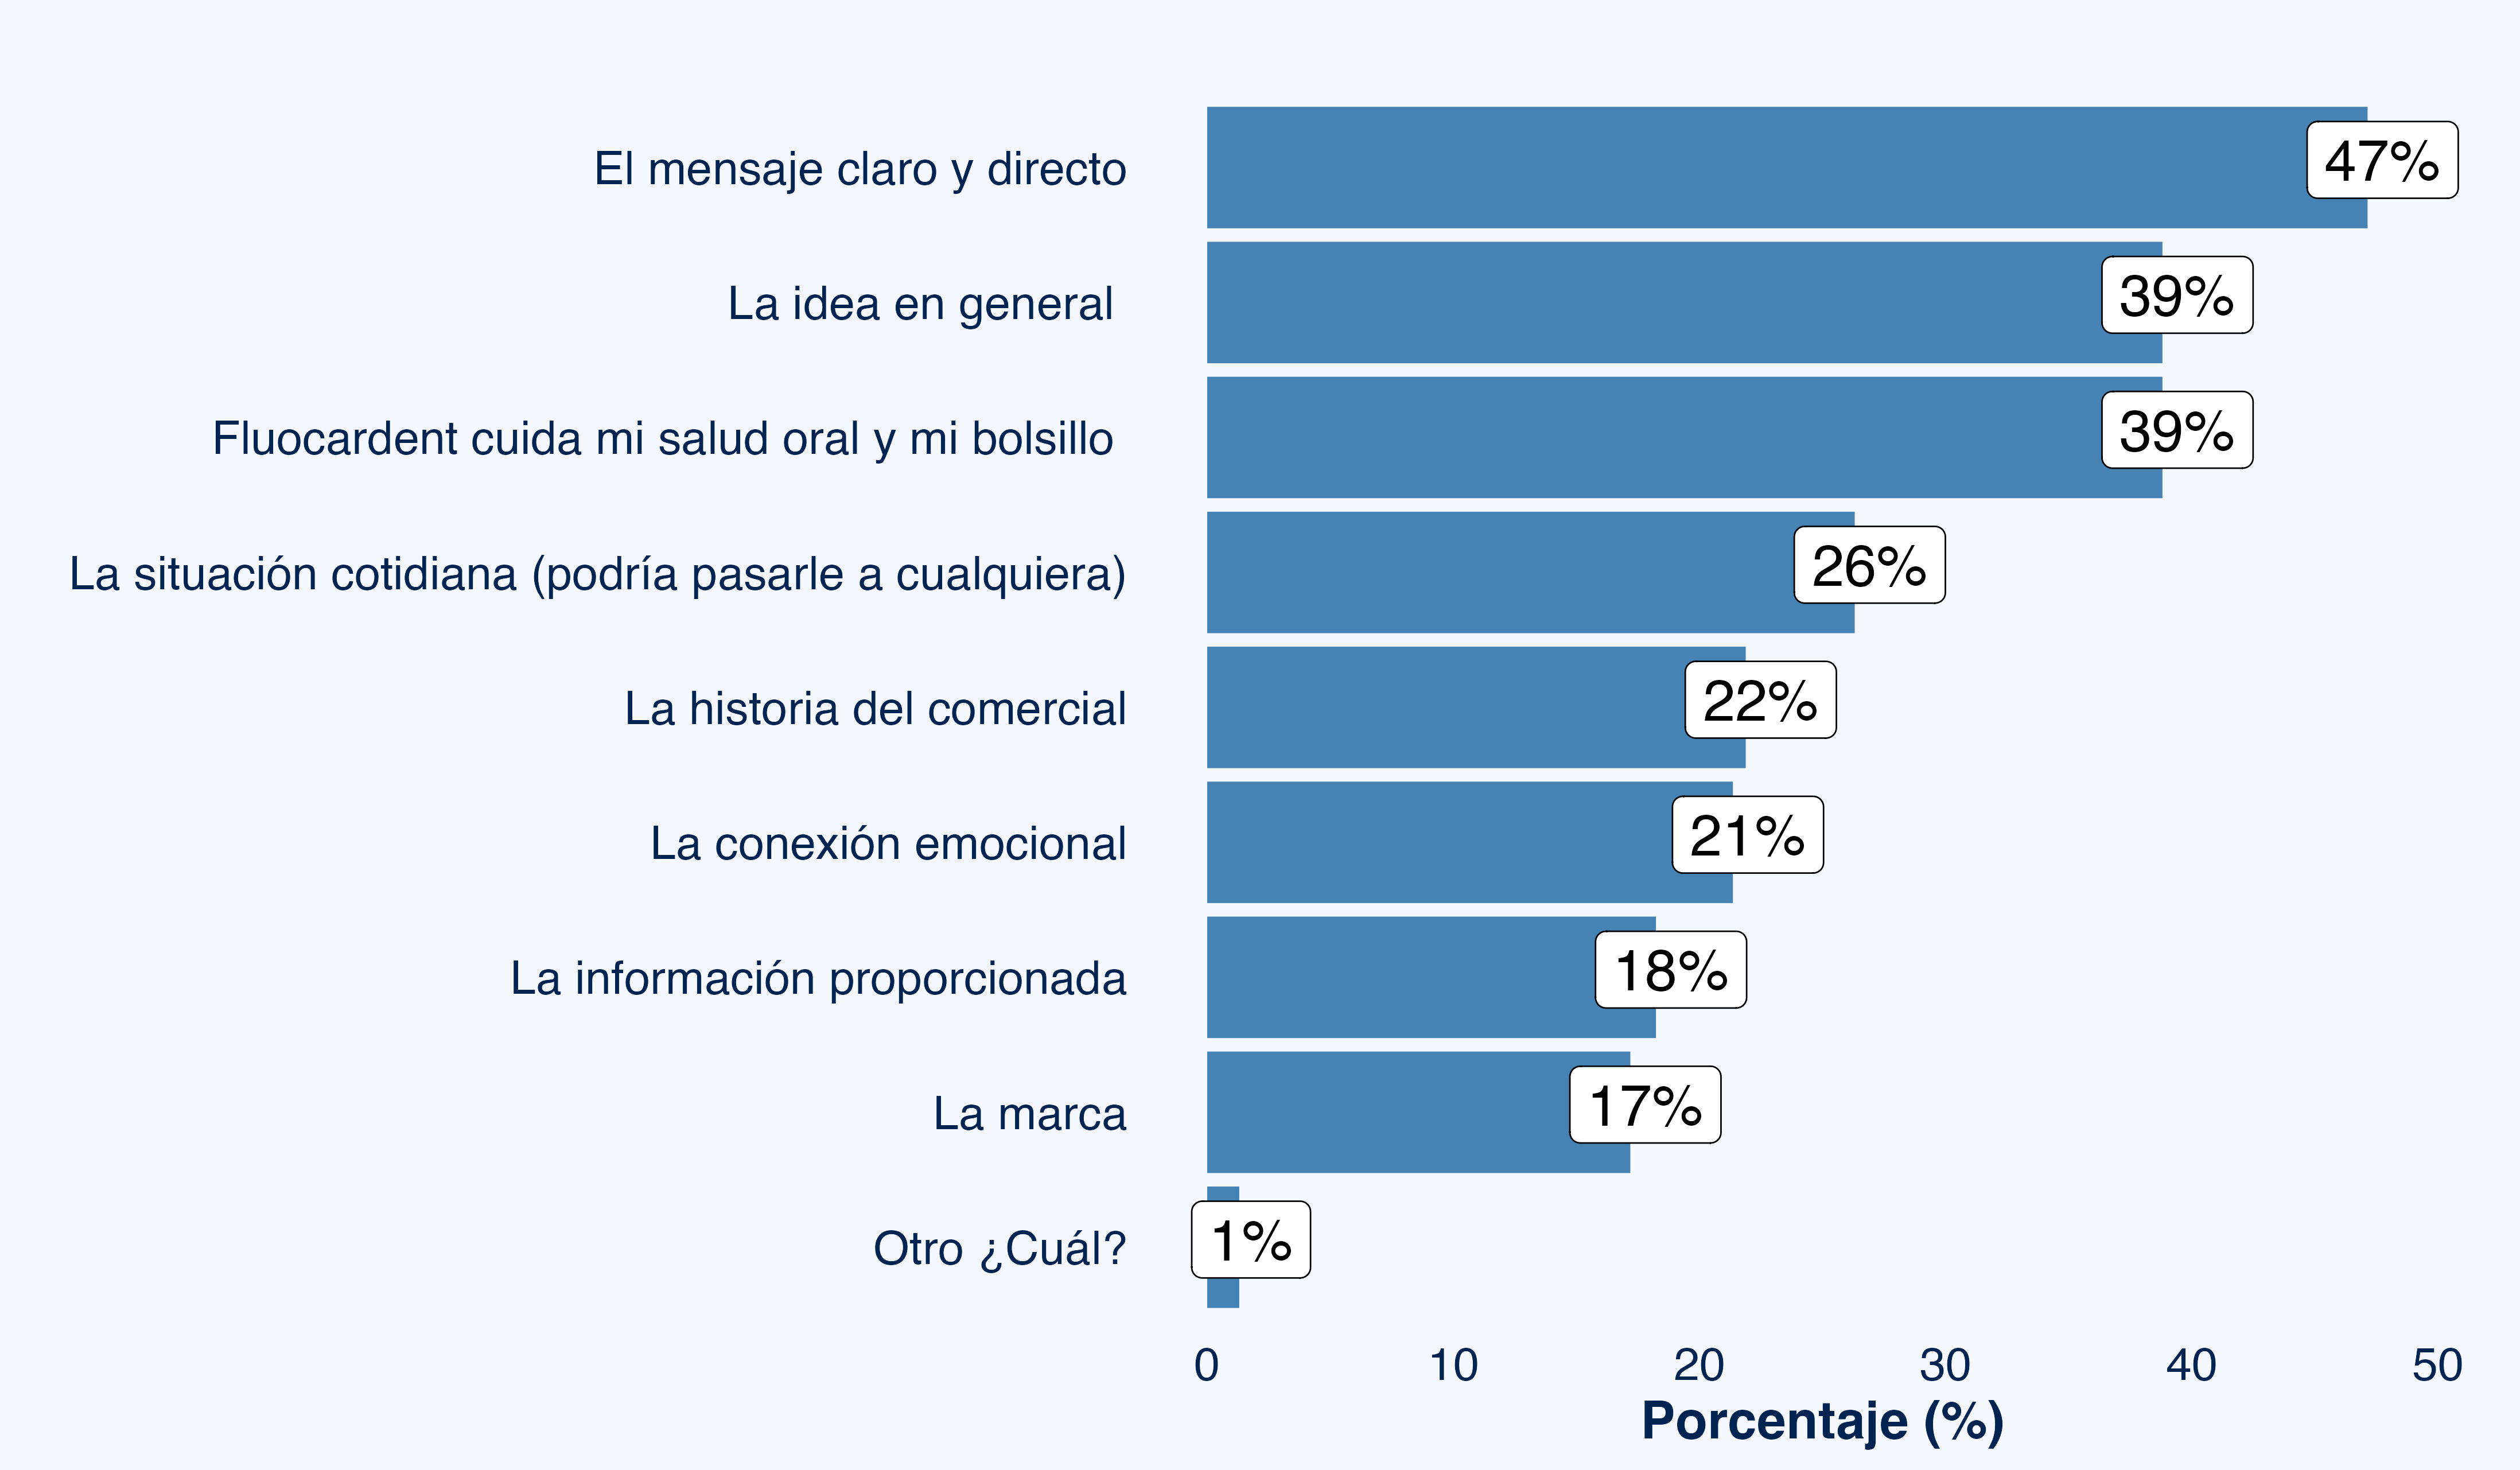 El mensaje claro y directo
47%
La idea en general
39%
Fluocardent cuida mi salud oral y mi bolsillo
39%
La situación cotidiana (podría pasarle a cualquiera)
26%
La historia del comercial
22%
La conexión emocional
21%
La información proporcionada
18%
La marca
17%
Otro ¿Cuál?
1%
0 10 20 30 40 50
Porcentaje (%)